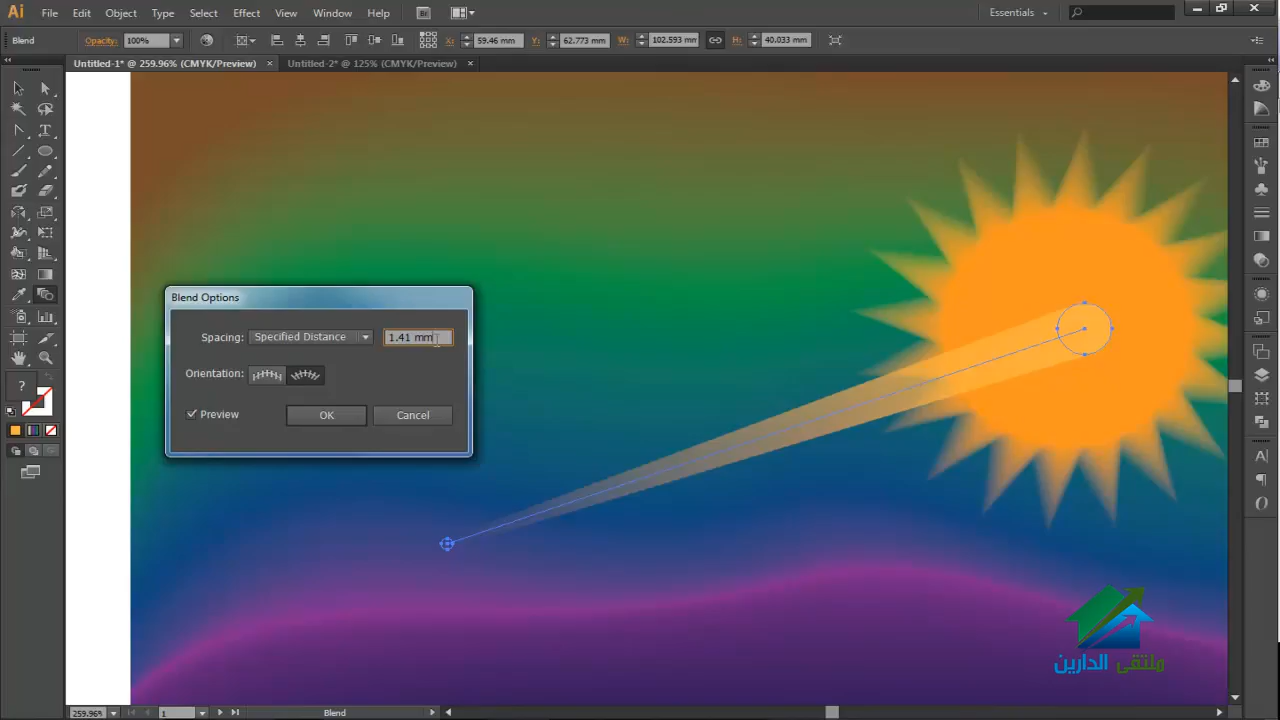 Ai File Edit Object Type Select Effect View Window Help Br Essentials
Blend Opacity: 100% X: 59.46 mm Y: 62.773 mm W: 102.593 mm H: 40.033 mm
Untitled-1* @ 259.96% (CMYK/Preview) × Untitled-2* @ 125% (CMYK/Preview) ×
Blend Options
Spacing: Specified Distance 1.41 mm
Orientation:
Preview OK Cancel
ملتقى الدارين
259.96% 1 Blend